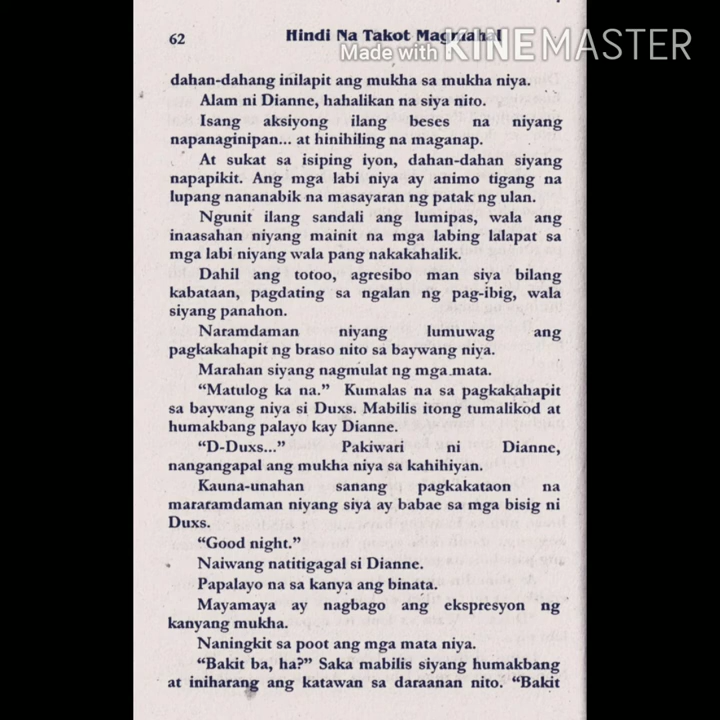 62 Hindi Na Takot Magmahal
Made with KINEMASTER
dahan-dahang inilapit ang mukha sa mukha niya.
Alam ni Dianne, hahalikan na siya nito.
Isang aksiyong ilang beses na niyang
napanaginipan... at hinihiling na maganap.
At sukat sa isiping iyon, dahan-dahan siyang
napapikit. Ang mga labi niya ay animo tigang na
lupang nananabik na masayaran ng patak ng ulan.
Ngunit ilang sandali ang lumipas, wala ang
inaasahan niyang mainit na mga labing lalapat sa
mga labi niyang wala pang nakakahalik.
Dahil ang totoo, agresibo man siya bilang
kabataan, pagdating sa ngalan ng pag-ibig, wala
siyang panahon.
Naramdaman niyang lumuwag ang
pagkakahapit ng braso nito sa baywang niya.
Marahan siyang nagmulat ng mga mata.
“Matulog ka na.” Kumalas na sa pagkakahapit
sa baywang niya si Duxs. Mabilis itong tumalikod at
humakbang palayo kay Dianne.
“D-Duxs...” Pakiwari ni Dianne,
nangangapal ang mukha niya sa kahihiyan.
Kauna-unahan sanang pagkakataon na
mararamdaman niyang siya ay babae sa mga bisig ni
Duxs.
“Good night.”
Naiwang natitigagal si Dianne.
Papalayo na sa kanya ang binata.
Mayamaya ay nagbago ang ekspresyon ng
kanyang mukha.
Naningkit sa poot ang mga mata niya.
“Bakit ba, ha?” Saka mabilis siyang humakbang
at iniharang ang katawan sa daraanan nito. “Bakit